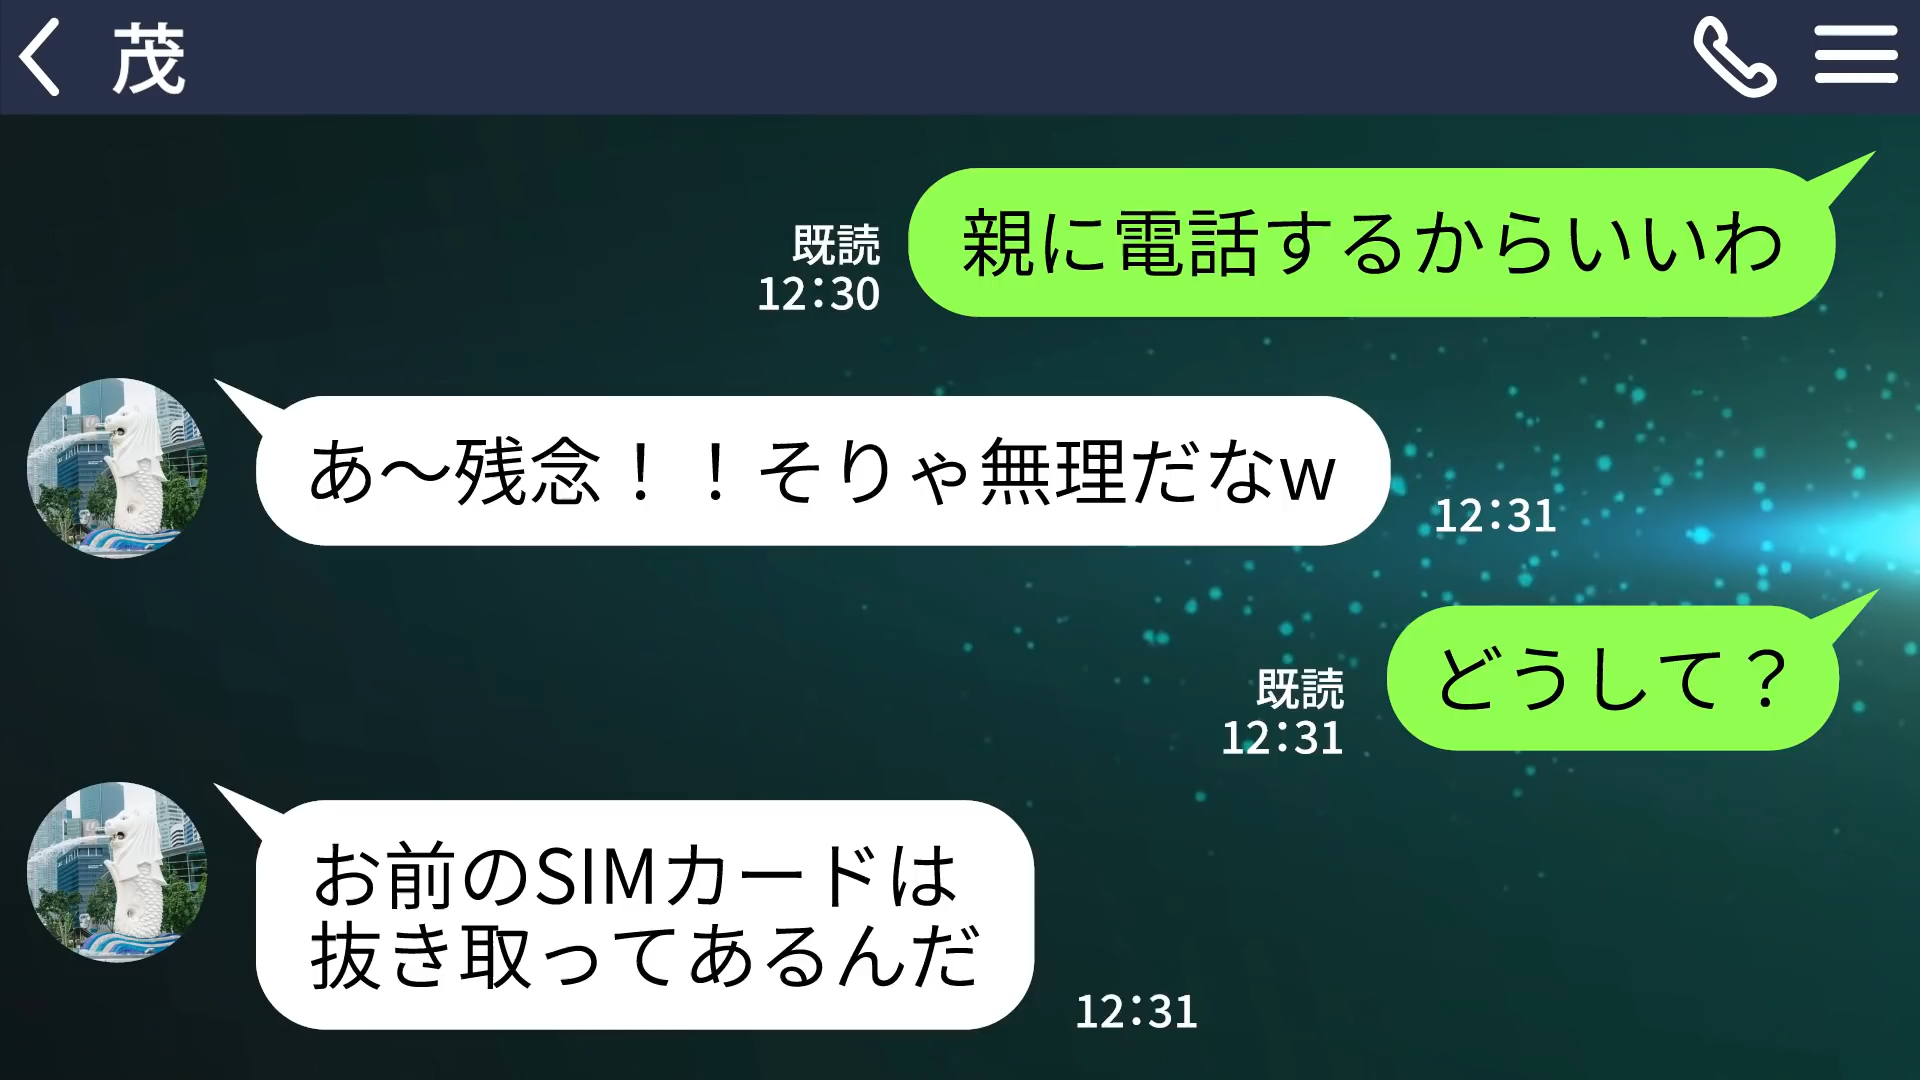 茂
親に電話するからいいわ
既読
12:30
あ〜残念！！そりゃ無理だなw
12:31
どうして？
既読
12:31
お前のSIMカードは
抜き取ってあるんだ
12:31